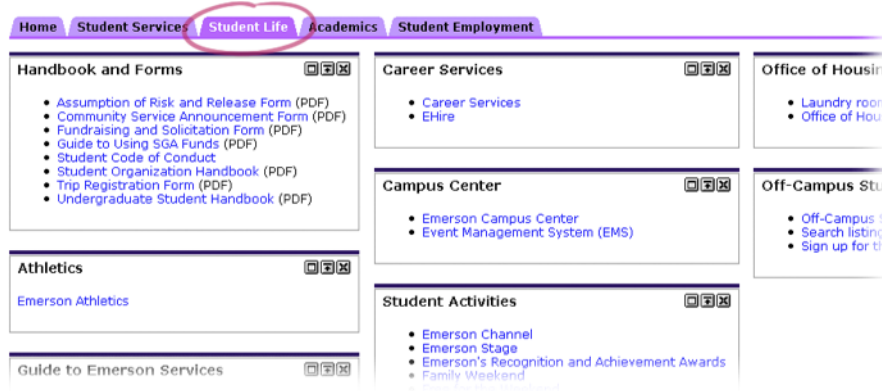 Home Student Services Student Life Academics Student Employment
Handbook and Forms
Assumption of Risk and Release Form (PDF)
Community Service Announcement Form (PDF)
Fundraising and Solicitation Form (PDF)
Guide to Using SGA Funds (PDF)
Student Code of Conduct
Student Organization Handbook (PDF)
Trip Registration Form (PDF)
Undergraduate Student Handbook (PDF)
Athletics
Emerson Athletics
Guide to Emerson Services
Career Services
Career Services
EHire
Campus Center
Emerson Campus Center
Event Management System (EMS)
Student Activities
Emerson Channel
Emerson Stage
Emerson's Recognition and Achievement Awards
Family Weekend
Office of
Laundry
Office of
Off-Campus
Off-Campus
Search listing
Sign up for